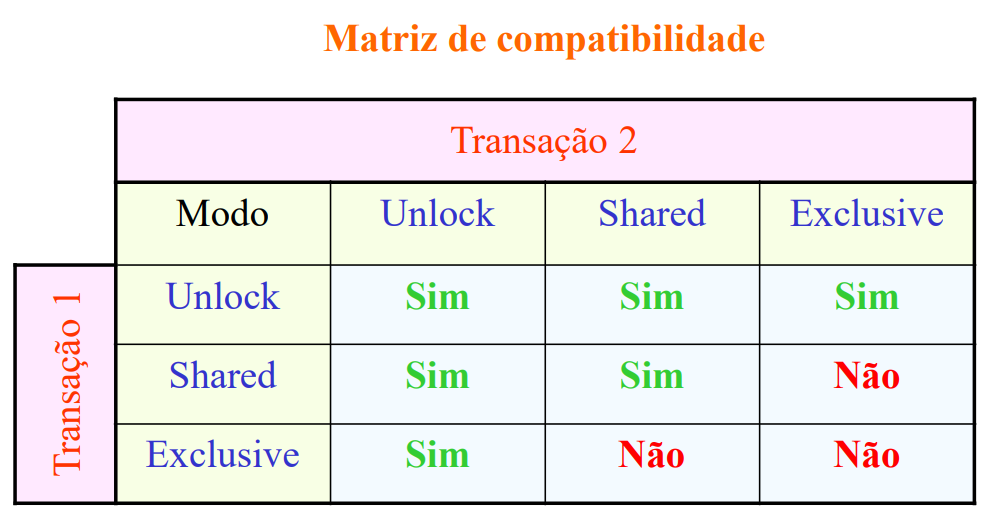 Matriz de compatibilidade
Transação 2
Modo Unlock Shared Exclusive
Transação 1
Unlock Sim Sim Sim
Shared Sim Sim Não
Exclusive Sim Não Não